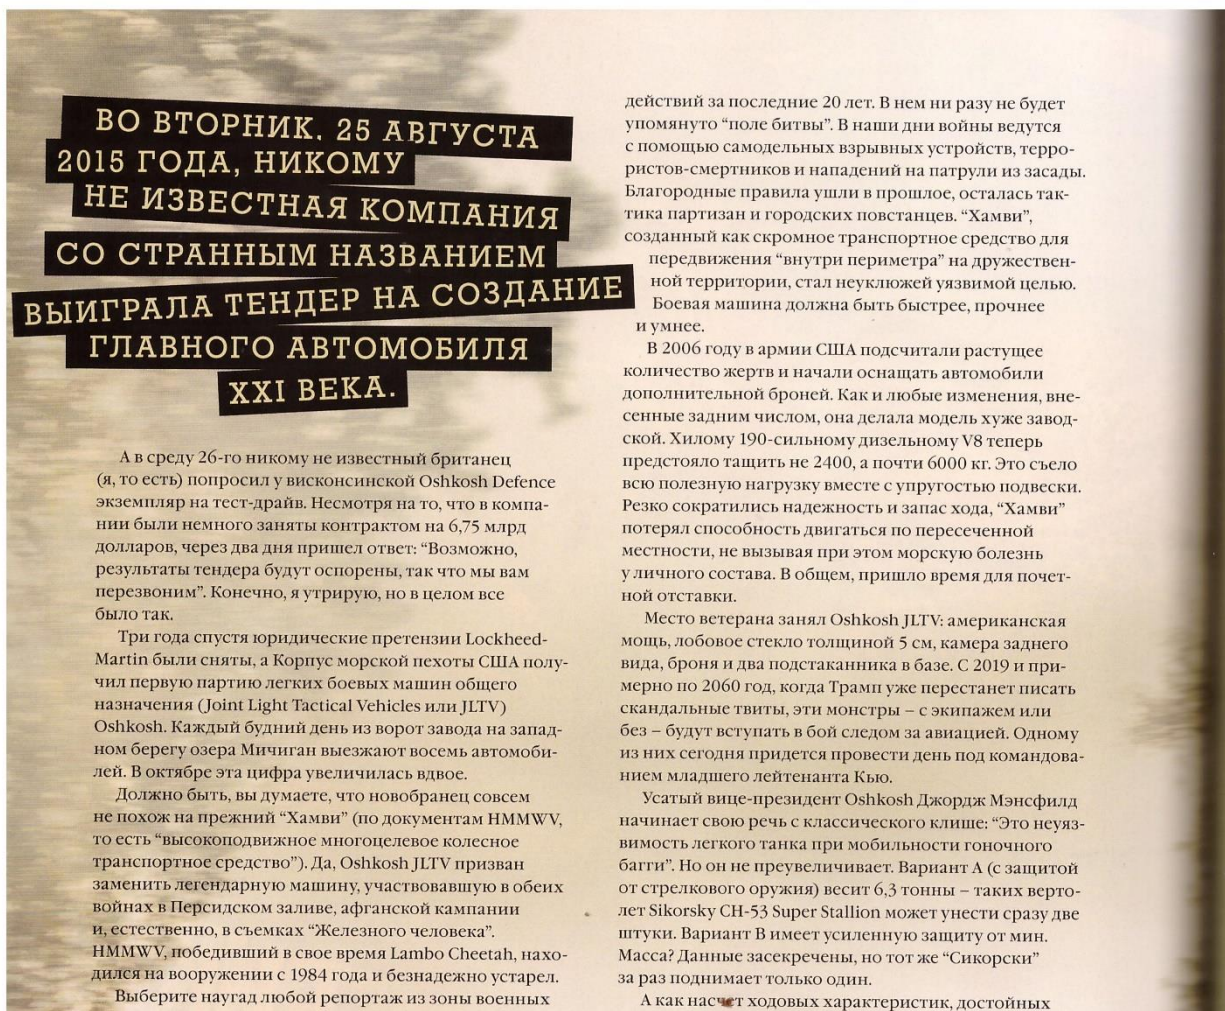 ВО ВТОРНИК, 25 АВГУСТА
2015 ГОДА, НИКОМУ
НЕ ИЗВЕСТНАЯ КОМПАНИЯ
СО СТРАННЫМ НАЗВАНИЕМ
ВЫИГРАЛА ТЕНДЕР НА СОЗДАНИЕ
ГЛАВНОГО АВТОМОБИЛЯ
XXI ВЕКА.
А в среду 26-го никому не известный британец
(я, то есть) попросил у висконсинской Oshkosh Defence
экземпляр на тест-драйв. Несмотря на то, что в компа-
нии были немного заняты контрактом на 6,75 млрд
долларов, через два дня пришел ответ: “Возможно,
результаты тендера будут оспорены, так что мы вам
перезвоним”. Конечно, я утрирую, но в целом все
было так.
Три года спустя юридические претензии Lockheed-
Martin были сняты, а Корпус морской пехоты США полу-
чил первую партию легких боевых машин общего
назначения (Joint Light Tactical Vehicles или JLTV)
Oshkosh. Каждый будний день из ворот завода на запад-
ном берегу озера Мичиган выезжают восемь автомоби-
лей. В октябре эта цифра увеличилась вдвое.
Должно быть, вы думаете, что новобранец совсем
не похож на прежний “Хамви” (по документам HMMWV,
то есть “высокоподвижное многоцелевое колесное
транспортное средство”). Да, Oshkosh JLTV призван
заменить легендарную машину, участвовавшую в обеих
войнах в Персидском заливе, афганской кампании
и, естественно, в съемках “Железного человека”.
HMMWV, победивший в свое время Lambo Cheetah, нахо-
дился на вооружении с 1984 года и безнадежно устарел.
Выберите наугад любой репортаж из зоны военных
действий за последние 20 лет. В нем ни разу не будет
упомянуто “поле битвы”. В наши дни войны ведутся
с помощью самодельных взрывных устройств, терро-
ристов-смертников и нападений на патрули из засады.
Благородные правила ушли в прошлое, осталась так-
тика партизан и городских повстанцев. “Хамви”,
созданный как скромное транспортное средство для
передвижения “внутри периметра” на дружествен-
ной территории, стал неуклюжей уязвимой целью.
Боевая машина должна быть быстрее, прочнее
и умнее.
В 2006 году в армии США подсчитали растущее
количество жертв и начали оснащать автомобили
дополнительной броней. Как и любые изменения, вне-
сенные задним числом, она делала модель хуже завод-
ской. Хилому 190-сильному дизельному V8 теперь
предстояло тащить не 2400, а почти 6000 кг. Это съело
всю полезную нагрузку вместе с упругостью подвески.
Резко сократились надежность и запас хода, “Хамви”
потерял способность двигаться по пересеченной
местности, не вызывая при этом морскую болезнь
у личного состава. В общем, пришло время для почет-
ной отставки.
Место ветерана занял Oshkosh JLTV: американская
мощь, лобовое стекло толщиной 5 см, камера заднего
вида, броня и два подстаканника в базе. С 2019 и при-
мерно по 2060 год, когда Трамп уже перестанет писать
скандальные твиты, эти монстры – с экипажем или
без – будут вступать в бой следом за авиацией. Одному
из них сегодня придется провести день под командова-
нием младшего лейтенанта Кью.
Усатый вице-президент Oshkosh Джордж Мэнсфилд
начинает свою речь с классического клише: “Это неуяз-
вимость легкого танка при мобильности гоночного
багги”. Но он не преувеличивает. Вариант А (с защитой
от стрелкового оружия) весит 6,3 тонны – таких верто-
лет Sikorsky CH-53 Super Stallion может унести сразу две
штуки. Вариант В имеет усиленную защиту от мин.
Масса? Данные засекречены, но тот же “Сикорски”
за раз поднимает только один.
А как насчет ходовых характеристик, достойных